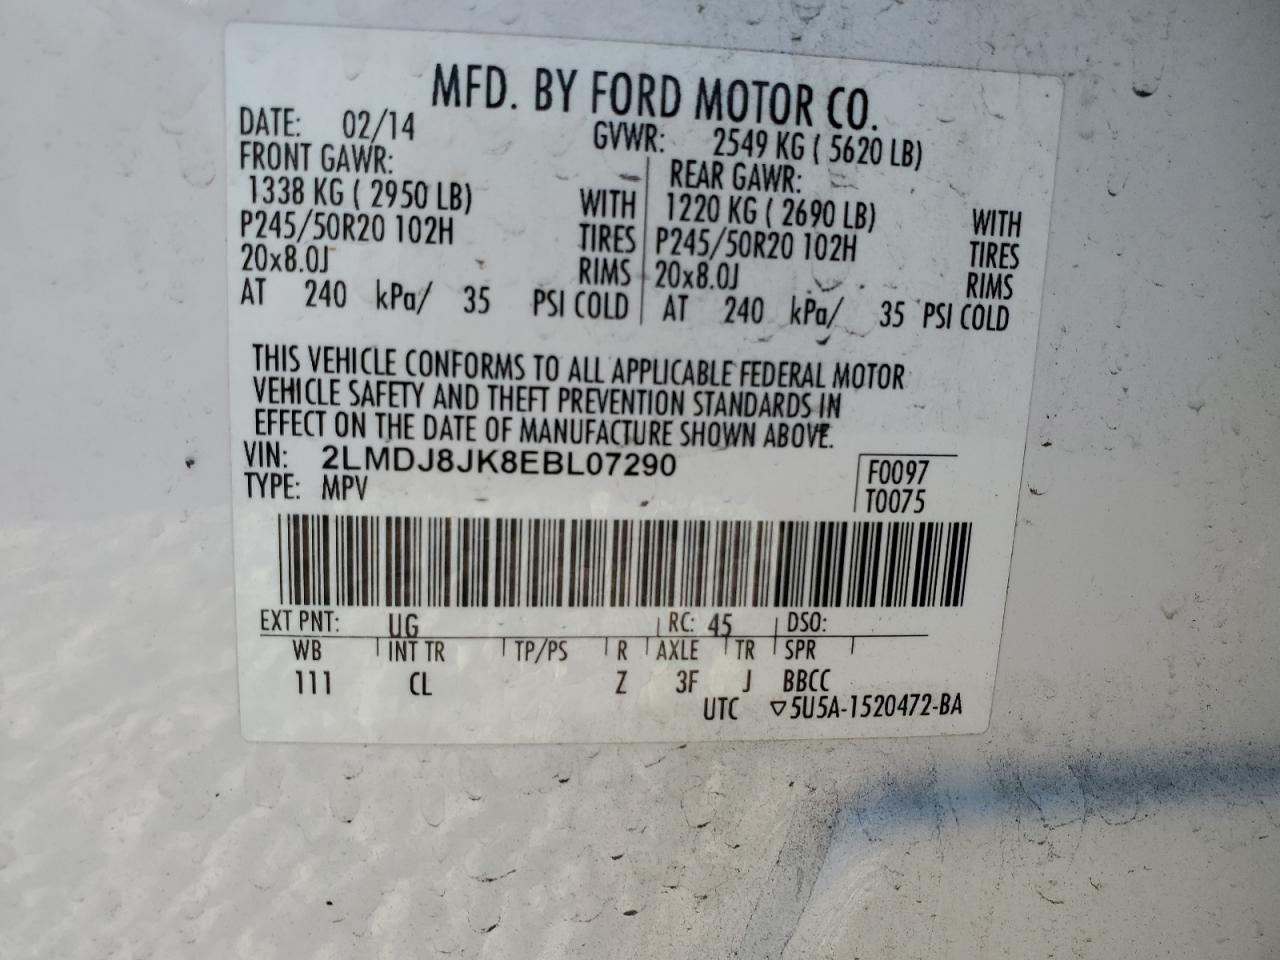 MFD. BY FORD MOTOR CO.
DATE: 02/14 GVWR: 2549 KG ( 5620 LB)
FRONT GAWR: REAR GAWR:
1338 KG ( 2950 LB) WITH 1220 KG ( 2690 LB) WITH
P245/50R20 102H TIRES P245/50R20 102H TIRES
20x8.0J RIMS 20x8.0J RIMS
AT 240 kPa/ 35 PSI COLD AT 240 kPa/ 35 PSI COLD
THIS VEHICLE CONFORMS TO ALL APPLICABLE FEDERAL MOTOR
VEHICLE SAFETY AND THEFT PREVENTION STANDARDS IN
EFFECT ON THE DATE OF MANUFACTURE SHOWN ABOVE.
VIN: 2LMDJ8JK8EBL07290 F0097
TYPE: MPV T0075
EXT PNT: UG RC: 45 DSO:
WB INT TR TP/PS R AXLE TR SPR
111 CL Z 3F J BBCC
UTC ▽5U5A-1520472-BA